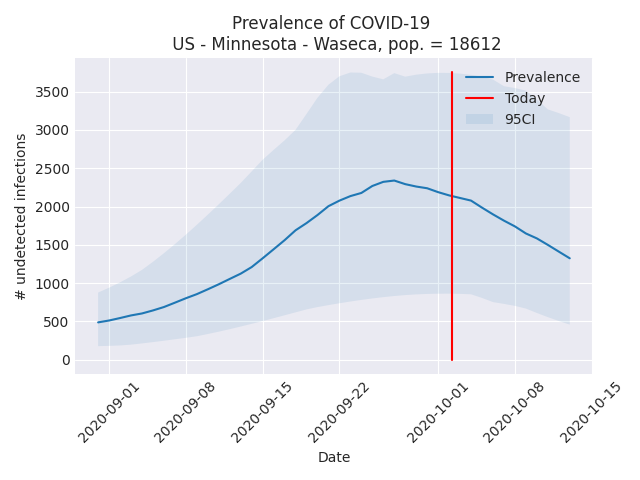 Prevalence of COVID-19
US - Minnesota - Waseca, pop. = 18612
Prevalence
Today
95CI
# undetected infections
3500
3000
2500
2000
1500
1000
500
0
2020-09-01
2020-09-08
2020-09-15
2020-09-22
2020-10-01
2020-10-08
2020-10-15
Date